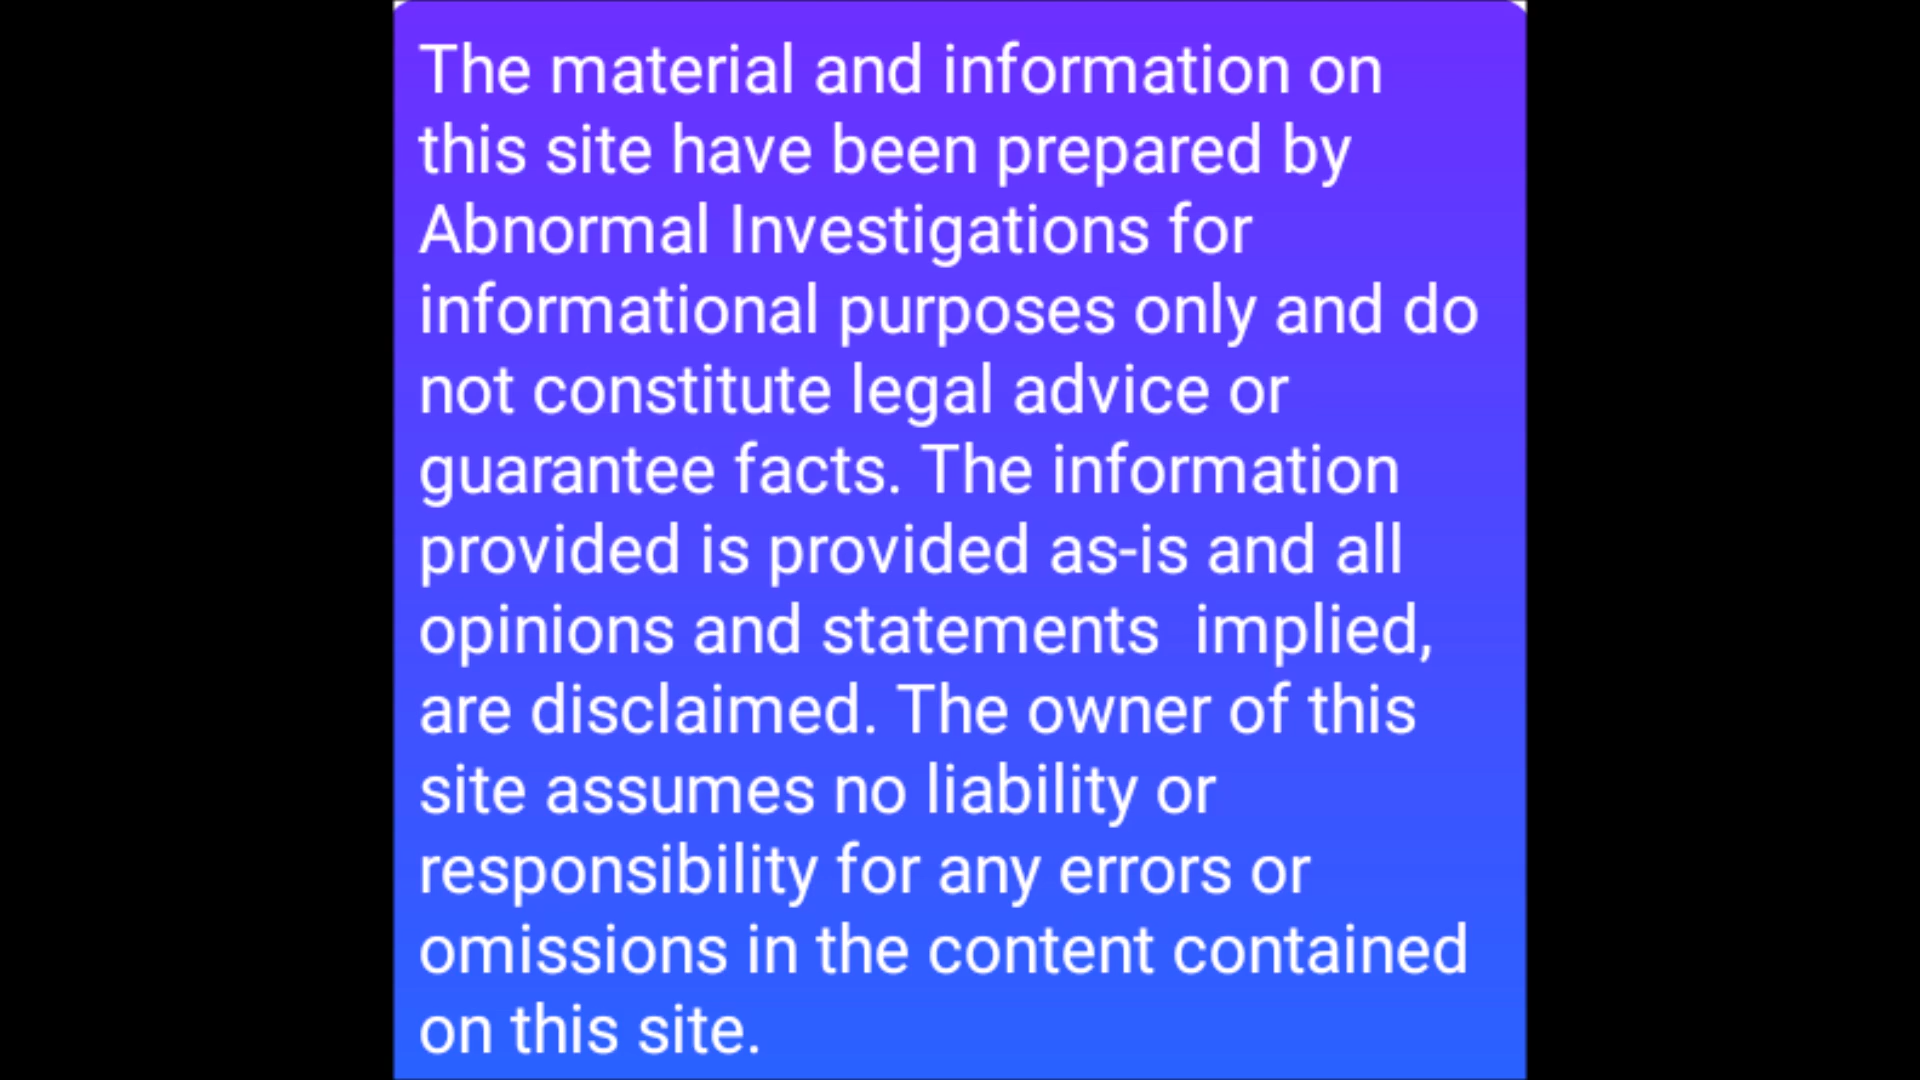 The material and information on
this site have been prepared by
Abnormal Investigations for
informational purposes only and do
not constitute legal advice or
guarantee facts. The information
provided is provided as-is and all
opinions and statements  implied,
are disclaimed. The owner of this
site assumes no liability or
responsibility for any errors or
omissions in the content contained
on this site.